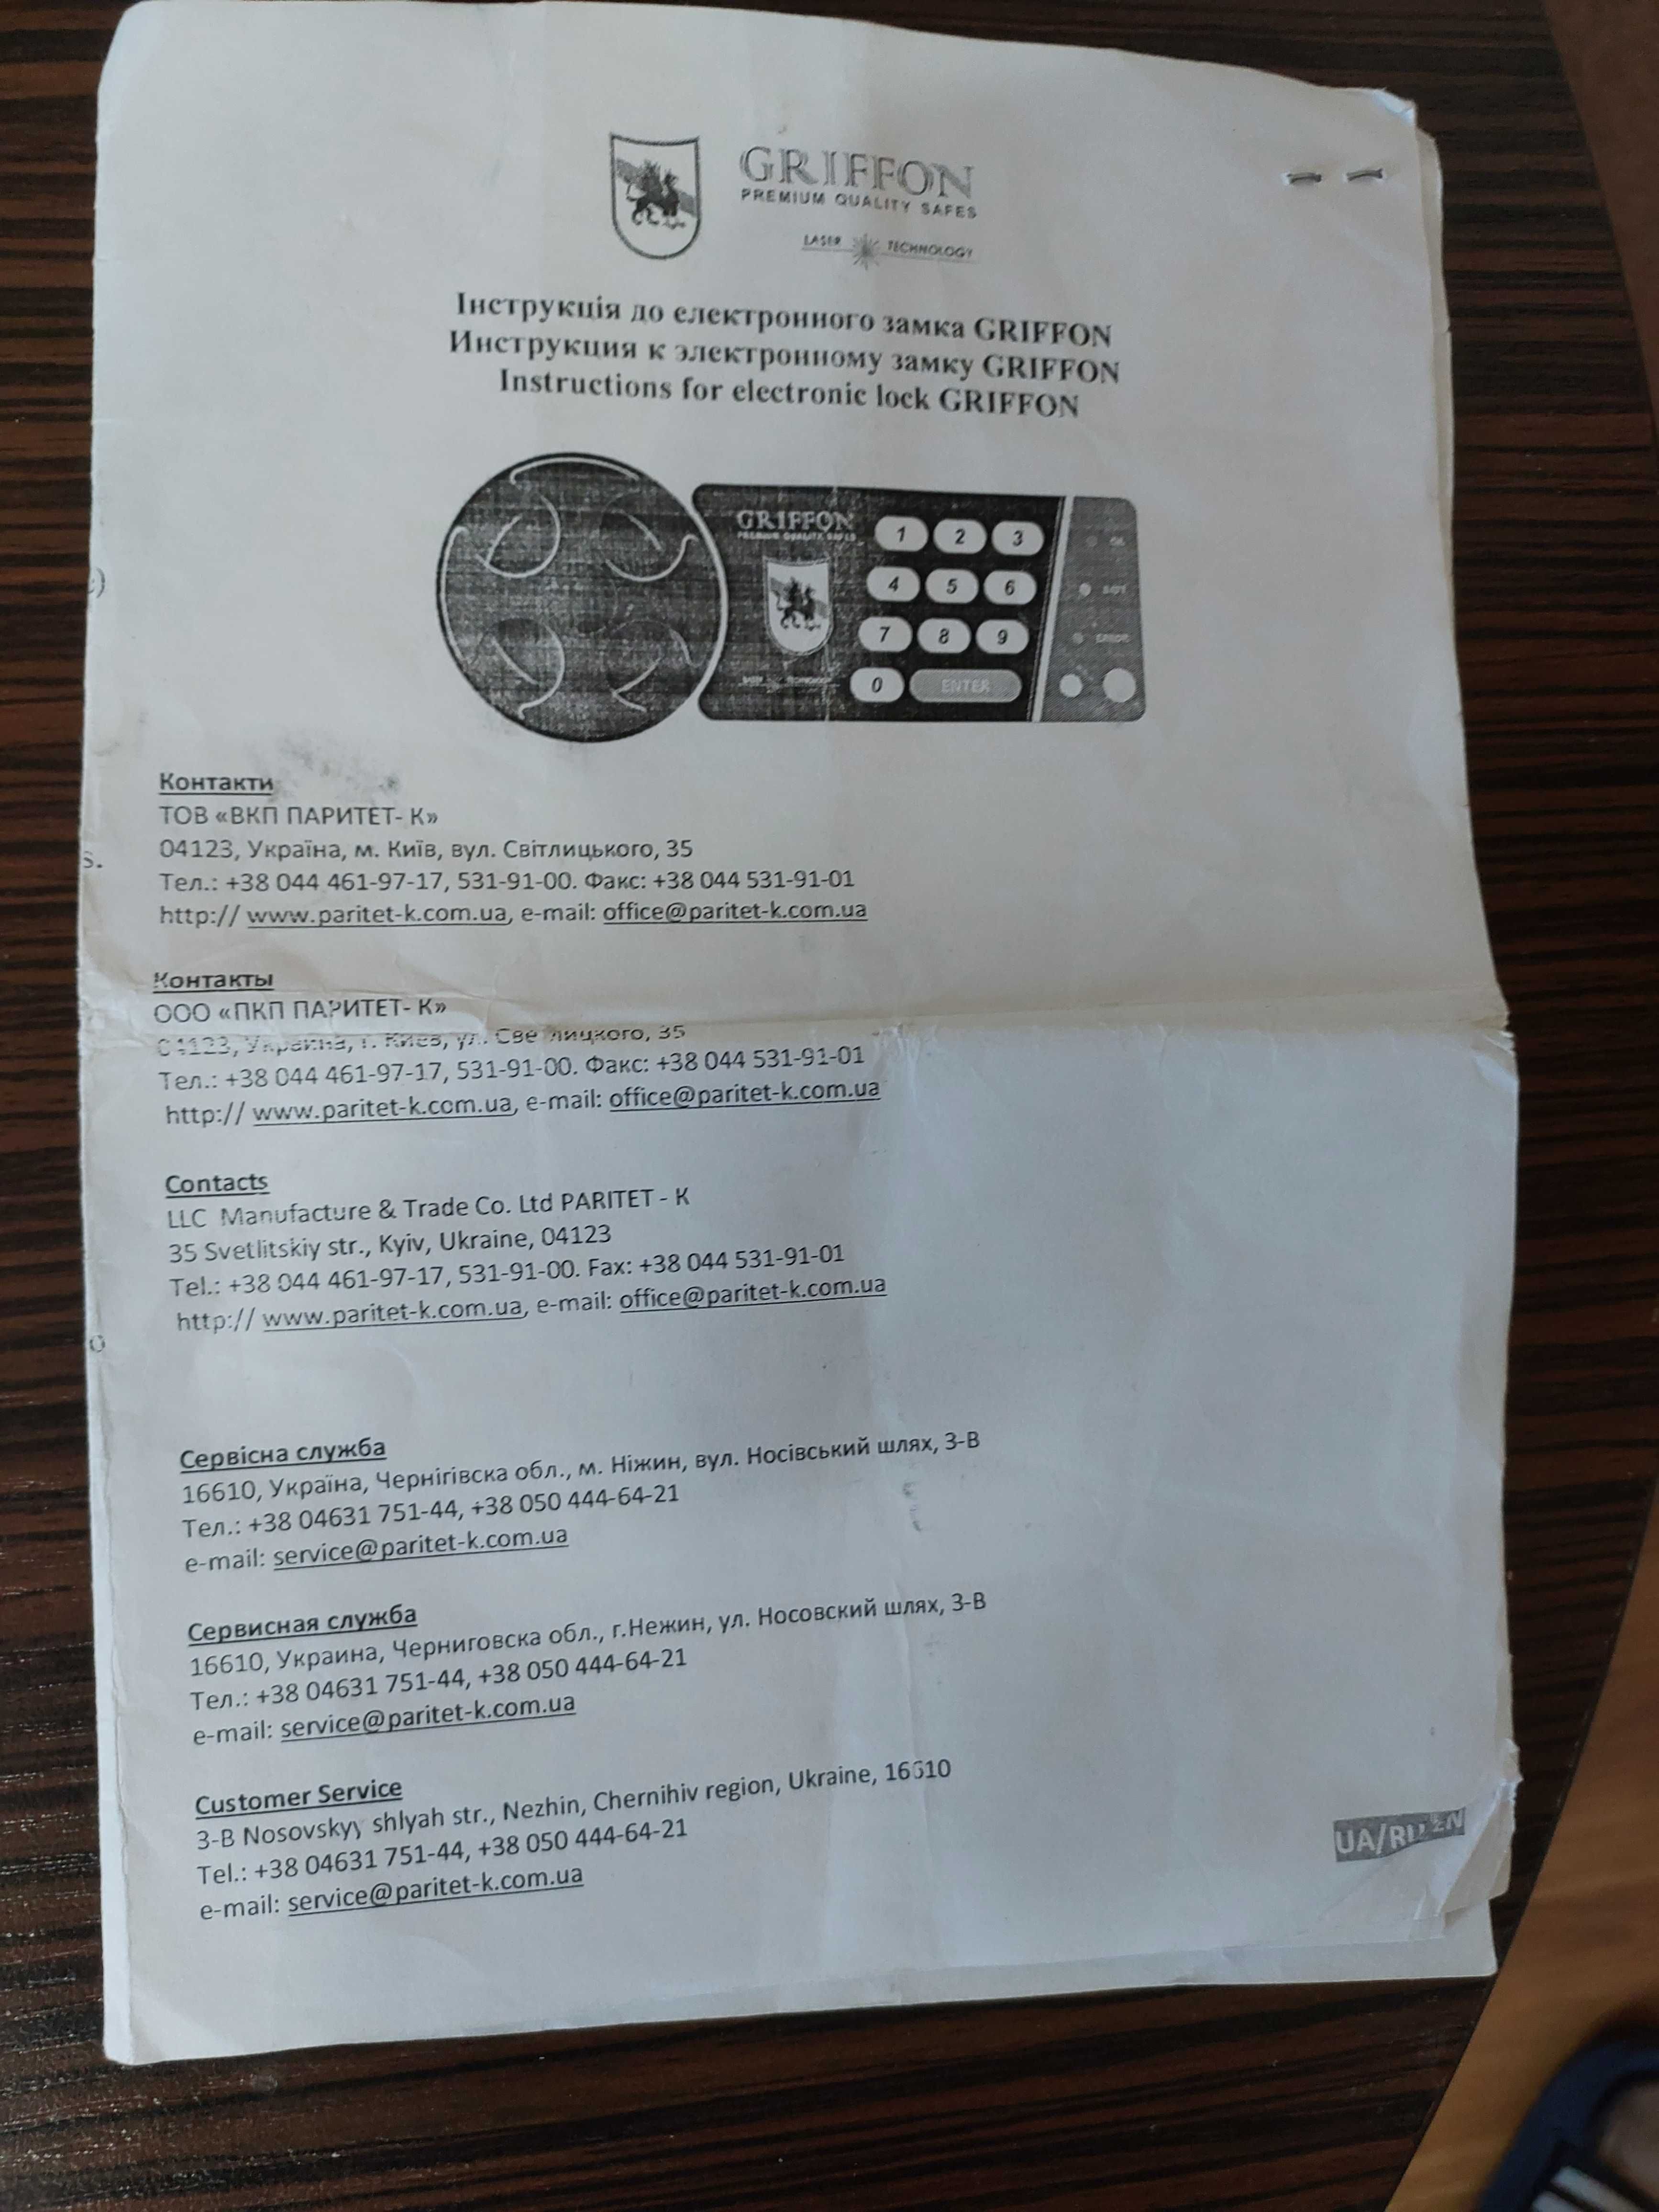 GRIFFON
PREMIUM QUALITY SAFES
LASER TECHNOLOGY
Інструкція до електронного замка GRIFFON
Инструкция к электронному замку GRIFFON
Instructions for electronic lock GRIFFON
GRIFFON
PREMIUM QUALITY SAFES
1 2 3
4 5 6
7 8 9
0 ENTER
ERROR
Контакти
ТОВ «ВКП ПАРИТЕТ- К»
04123, Україна, м. Київ, вул. Світлицького, 35
Тел.: +38 044 461-97-17, 531-91-00. Факс: +38 044 531-91-01
http:// www.paritet-k.com.ua, e-mail: office@paritet-k.com.ua
Контакты
ООО «ПКП ПАРИТЕТ- К»
04123, Украина, г. Киев, ул. Светлицкого, 35
Тел.: +38 044 461-97-17, 531-91-00. Факс: +38 044 531-91-01
http:// www.paritet-k.com.ua, e-mail: office@paritet-k.com.ua
Contacts
LLC Manufacture & Trade Co. Ltd PARITET - K
35 Svetlitskiy str., Kyiv, Ukraine, 04123
Tel.: +38 044 461-97-17, 531-91-00. Fax: +38 044 531-91-01
http:// www.paritet-k.com.ua, e-mail: office@paritet-k.com.ua
Сервісна служба
16610, Україна, Чернігівска обл., м. Ніжин, вул. Носівський шлях, 3-В
Тел.: +38 04631 751-44, +38 050 444-64-21
e-mail: service@paritet-k.com.ua
Сервисная служба
16610, Украина, Черниговска обл., г.Нежин, ул. Носовский шлях, 3-В
Тел.: +38 04631 751-44, +38 050 444-64-21
e-mail: service@paritet-k.com.ua
Customer Service
3-B Nosovskyy shlyah str., Nezhin, Chernihiv region, Ukraine, 16610
Tel.: +38 04631 751-44, +38 050 444-64-21
e-mail: service@paritet-k.com.ua
UA/RU/EN